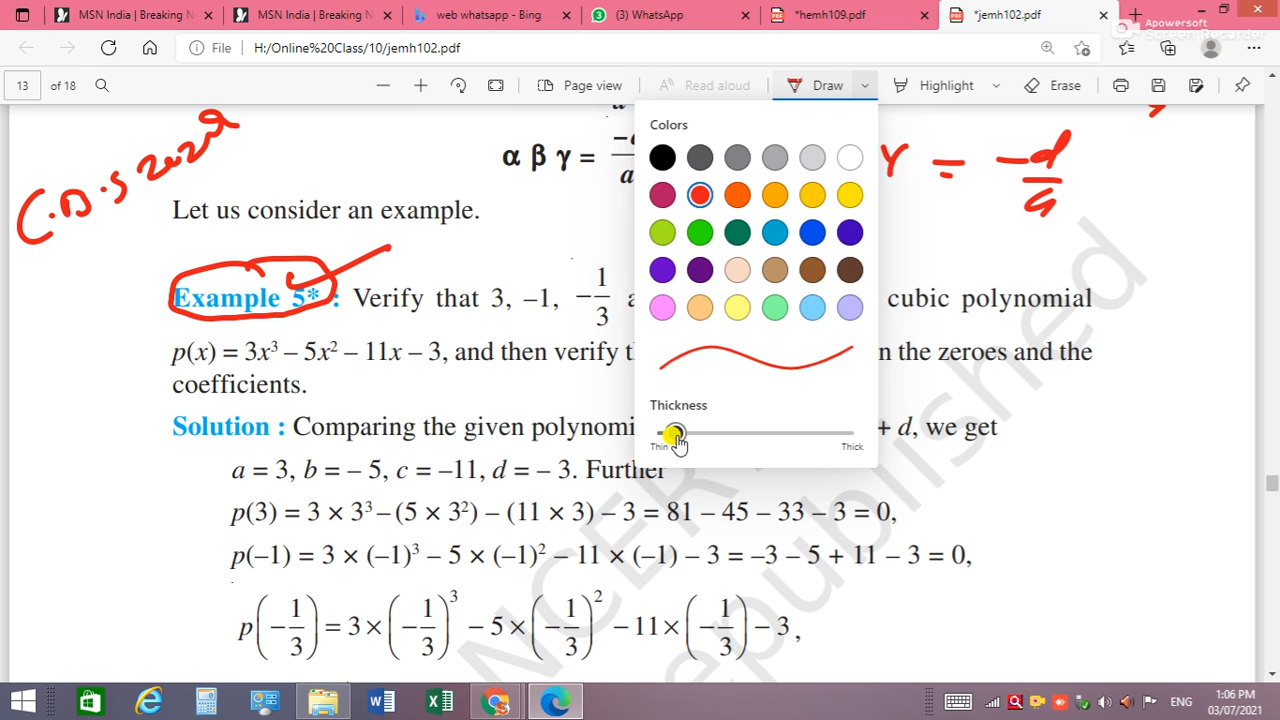 MSN India | Breaking N
MSN India | Breaking N
web whatsapp - Bing
(3) WhatsApp
*hemh109.pdf
*jemh102.pdf
Apowersoft
Screen Recorder
File
H:/Online%20Class/10/jemh102.pdf
13 of 18
Page view
Read aloud
Draw
Highlight
Erase
Colors
α β γ =
= -d/a
Let us consider an example.
Example 5* : Verify that 3, –1, −1/3 a cubic polynomial
p(x) = 3x³ – 5x² – 11x – 3, and then verify th n the zeroes and the
coefficients.
Thickness
Thin
Thick
Solution : Comparing the given polynomi + d, we get
a = 3, b = – 5, c = –11, d = – 3. Further
p(3) = 3 × 3³ – (5 × 3²) – (11 × 3) – 3 = 81 – 45 – 33 – 3 = 0,
p(–1) = 3 × (–1)³ – 5 × (–1)² – 11 × (–1) – 3 = –3 – 5 + 11 – 3 = 0,
p(−1/3) = 3 × (−1/3)³ − 5 × (−1/3)² − 11 × (−1/3) − 3,
ENG
1:06 PM
03/07/2021